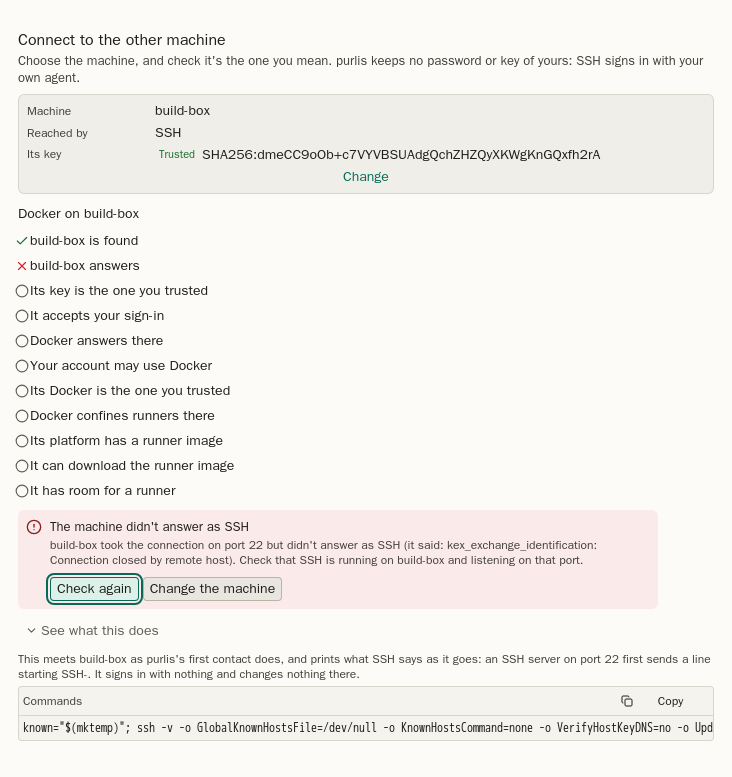 Connect to the other machine
Choose the machine, and check it's the one you mean. purlis keeps no password or key of yours: SSH signs in with your
own agent.
Machine build-box
Reached by SSH
Its key Trusted SHA256:dmeCC9oOb+c7VYVBSUAdgQchZHZQyXKWgKnGQxfh2rA
Change
Docker on build-box
build-box is found
build-box answers
Its key is the one you trusted
It accepts your sign-in
Docker answers there
Your account may use Docker
Its Docker is the one you trusted
Docker confines runners there
Its platform has a runner image
It can download the runner image
It has room for a runner
The machine didn't answer as SSH
build-box took the connection on port 22 but didn't answer as SSH (it said: kex_exchange_identification:
Connection closed by remote host). Check that SSH is running on build-box and listening on that port.
Check again Change the machine
See what this does
This meets build-box as purlis's first contact does, and prints what SSH says as it goes: an SSH server on port 22 first sends a line
starting SSH-. It signs in with nothing and changes nothing there.
Commands Copy
known="$(mktemp)"; ssh -v -o GlobalKnownHostsFile=/dev/null -o KnownHostsCommand=none -o VerifyHostKeyDNS=no -o Upd